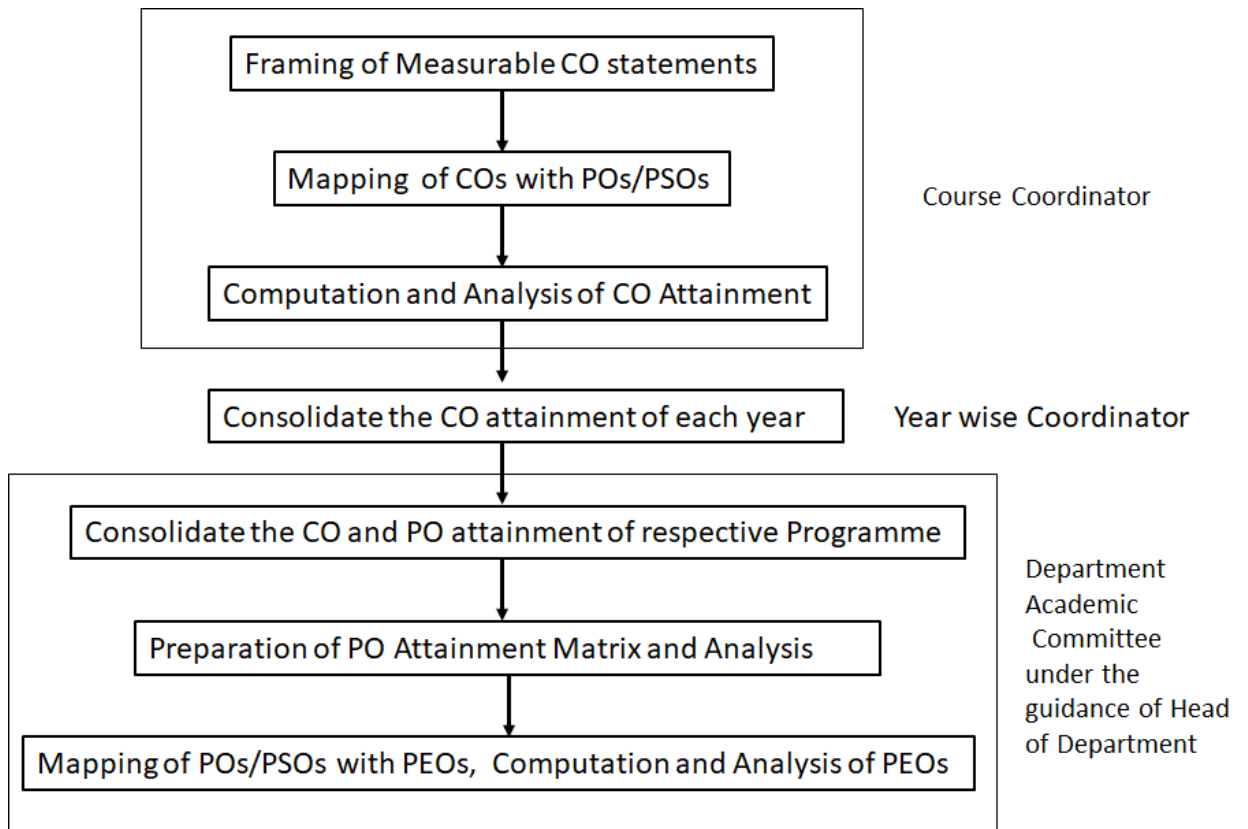 Framing of Measurable CO statements
Mapping of COs with POs/PSOs
Course Coordinator
Computation and Analysis of CO Attainment
Consolidate the CO attainment of each year
Year wise Coordinator
Consolidate the CO and PO attainment of respective Programme
Preparation of PO Attainment Matrix and Analysis
Mapping of POs/PSOs with PEOs, Computation and Analysis of PEOs
Department
Academic
Committee
under the
guidance of Head
of Department